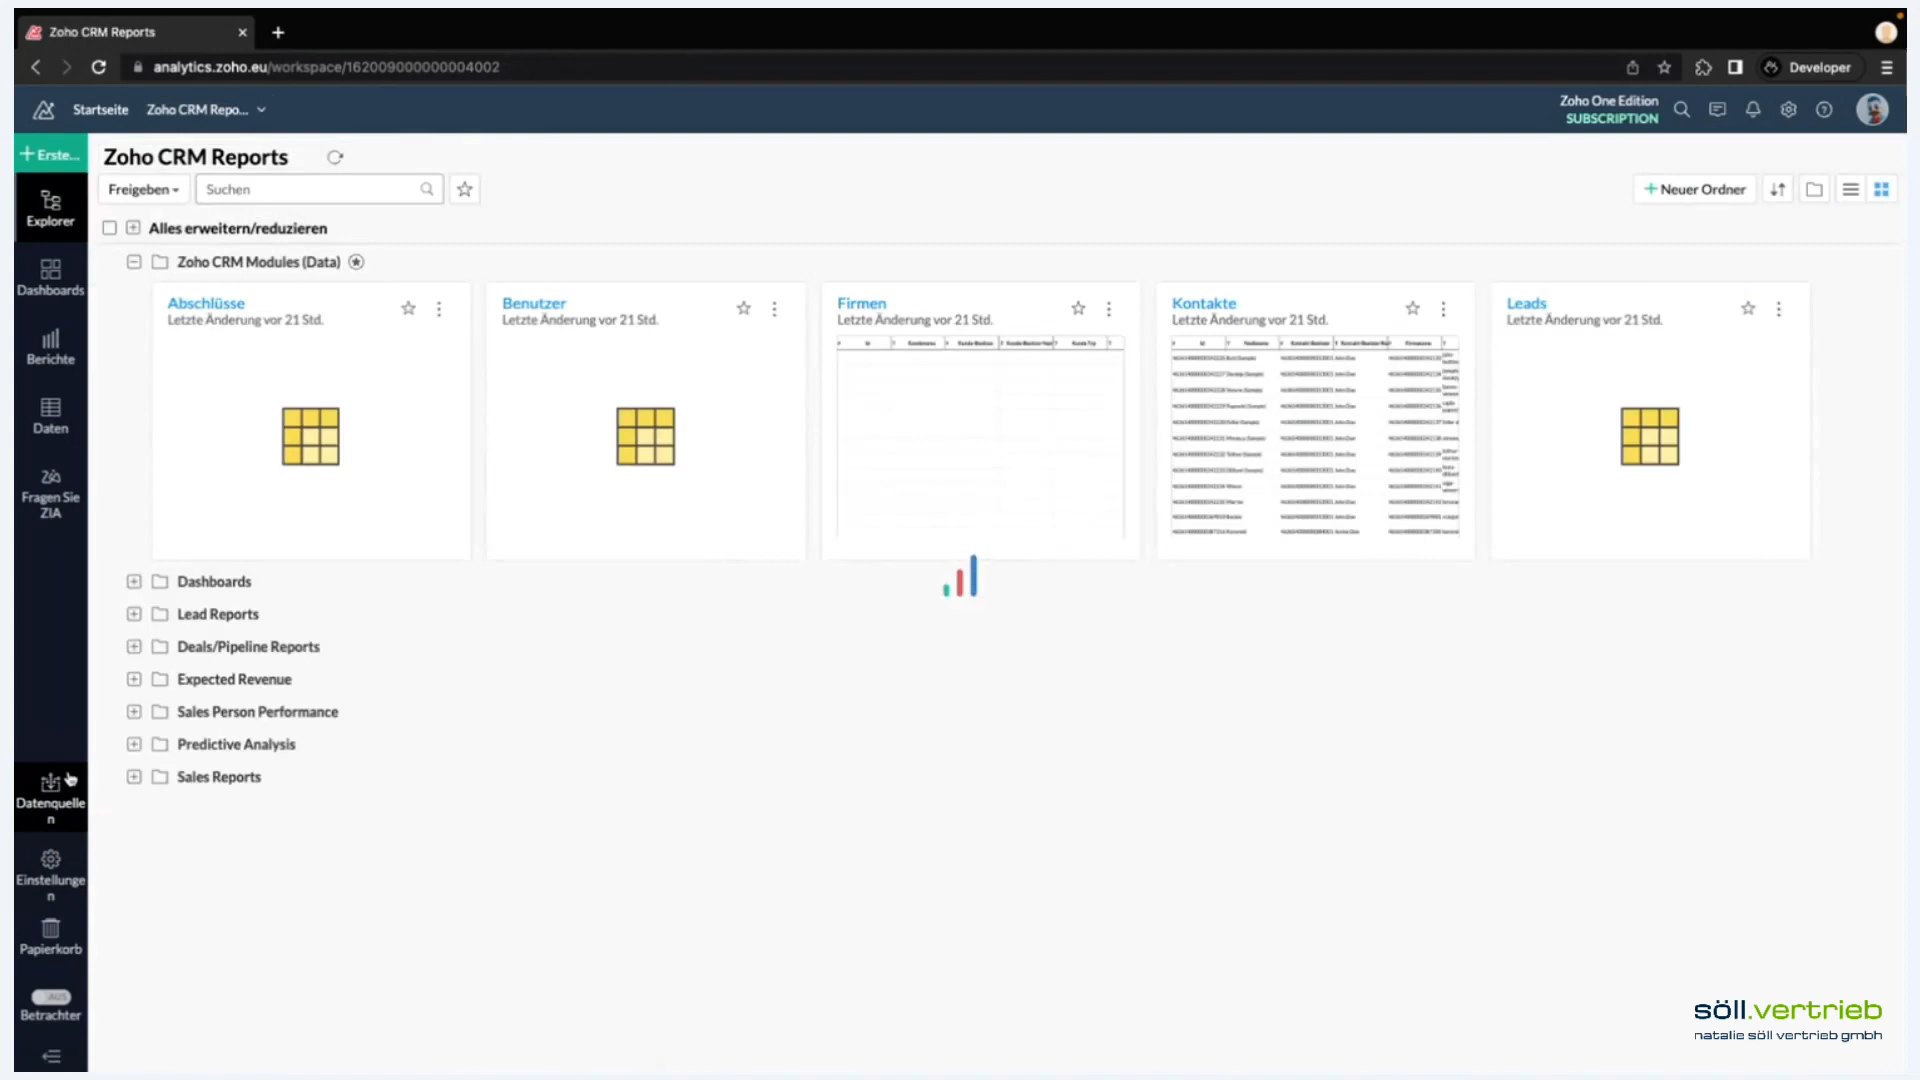 Zoho CRM Reports
analytics.zoho.eu/workspace/162009000000004002
Developer
Startseite
Zoho CRM Repo...
Zoho One Edition
SUBSCRIPTION
Erste...
Zoho CRM Reports
Freigeben
Suchen
Neuer Ordner
Explorer
Alles erweitern/reduzieren
Zoho CRM Modules (Data)
Dashboards
Abschlüsse
Letzte Änderung vor 21 Std.
Benutzer
Letzte Änderung vor 21 Std.
Firmen
Letzte Änderung vor 21 Std.
Kontakte
Letzte Änderung vor 21 Std.
Leads
Letzte Änderung vor 21 Std.
Berichte
Daten
Zia
Fragen Sie
ZIA
Dashboards
Lead Reports
Deals/Pipeline Reports
Expected Revenue
Sales Person Performance
Predictive Analysis
Sales Reports
Datenquelle
n
Einstellunge
n
Papierkorb
AUS
Betrachter
söll.vertrieb
natalie söll vertrieb gmbh